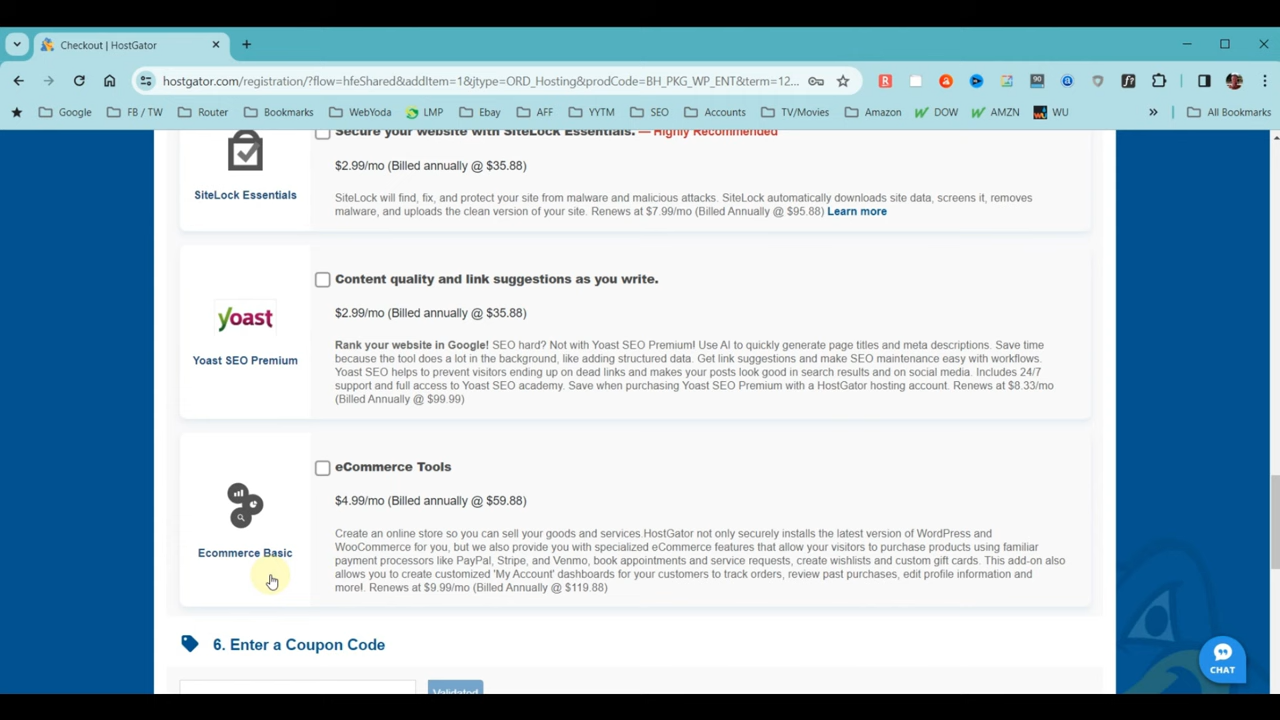 Checkout | HostGator
hostgator.com/registration/?flow=hfeShared&addItem=1&jtype=ORD_Hosting&prodCode=BH_PKG_WP_ENT&term=12...
Google FB / TW Router Bookmarks WebYoda LMP Ebay AFF YYTM SEO Accounts TV/Movies Amazon DOW AMZN WU » All Bookmarks
Secure your website with SiteLock Essentials. — Highly Recommended
$2.99/mo (Billed annually @ $35.88)
SiteLock Essentials
SiteLock will find, fix, and protect your site from malware and malicious attacks. SiteLock automatically downloads site data, screens it, removes
malware, and uploads the clean version of your site. Renews at $7.99/mo (Billed Annually @ $95.88) Learn more
Content quality and link suggestions as you write.
$2.99/mo (Billed annually @ $35.88)
yoast
Yoast SEO Premium
Rank your website in Google! SEO hard? Not with Yoast SEO Premium! Use AI to quickly generate page titles and meta descriptions. Save time
because the tool does a lot in the background, like adding structured data. Get link suggestions and make SEO maintenance easy with workflows.
Yoast SEO helps to prevent visitors ending up on dead links and makes your posts look good in search results and on social media. Includes 24/7
support and full access to Yoast SEO academy. Save when purchasing Yoast SEO Premium with a HostGator hosting account. Renews at $8.33/mo
(Billed Annually @ $99.99)
eCommerce Tools
$4.99/mo (Billed annually @ $59.88)
Ecommerce Basic
Create an online store so you can sell your goods and services.HostGator not only securely installs the latest version of WordPress and
WooCommerce for you, but we also provide you with specialized eCommerce features that allow your visitors to purchase products using familiar
payment processors like PayPal, Stripe, and Venmo, book appointments and service requests, create wishlists and custom gift cards. This add-on also
allows you to create customized 'My Account' dashboards for your customers to track orders, review past purchases, edit profile information and
more!. Renews at $9.99/mo (Billed Annually @ $119.88)
6. Enter a Coupon Code
Validated
CHAT